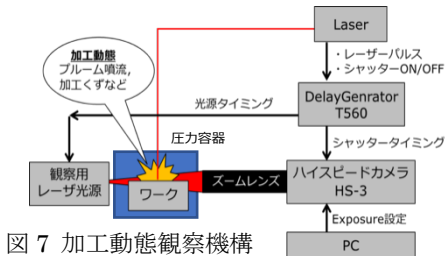 Laser
加工動態
プルーム噴流,
加工くずなど
・レーザーパルス
・シャッターON/OFF
光源タイミング
DelayGenrator
T560
圧力容器
シャッタータイミング
観察用
レーザ光源
ワーク
ズームレンズ
ハイスピードカメラ
HS-3
Exposure設定
PC
図 7 加工動態観察機構